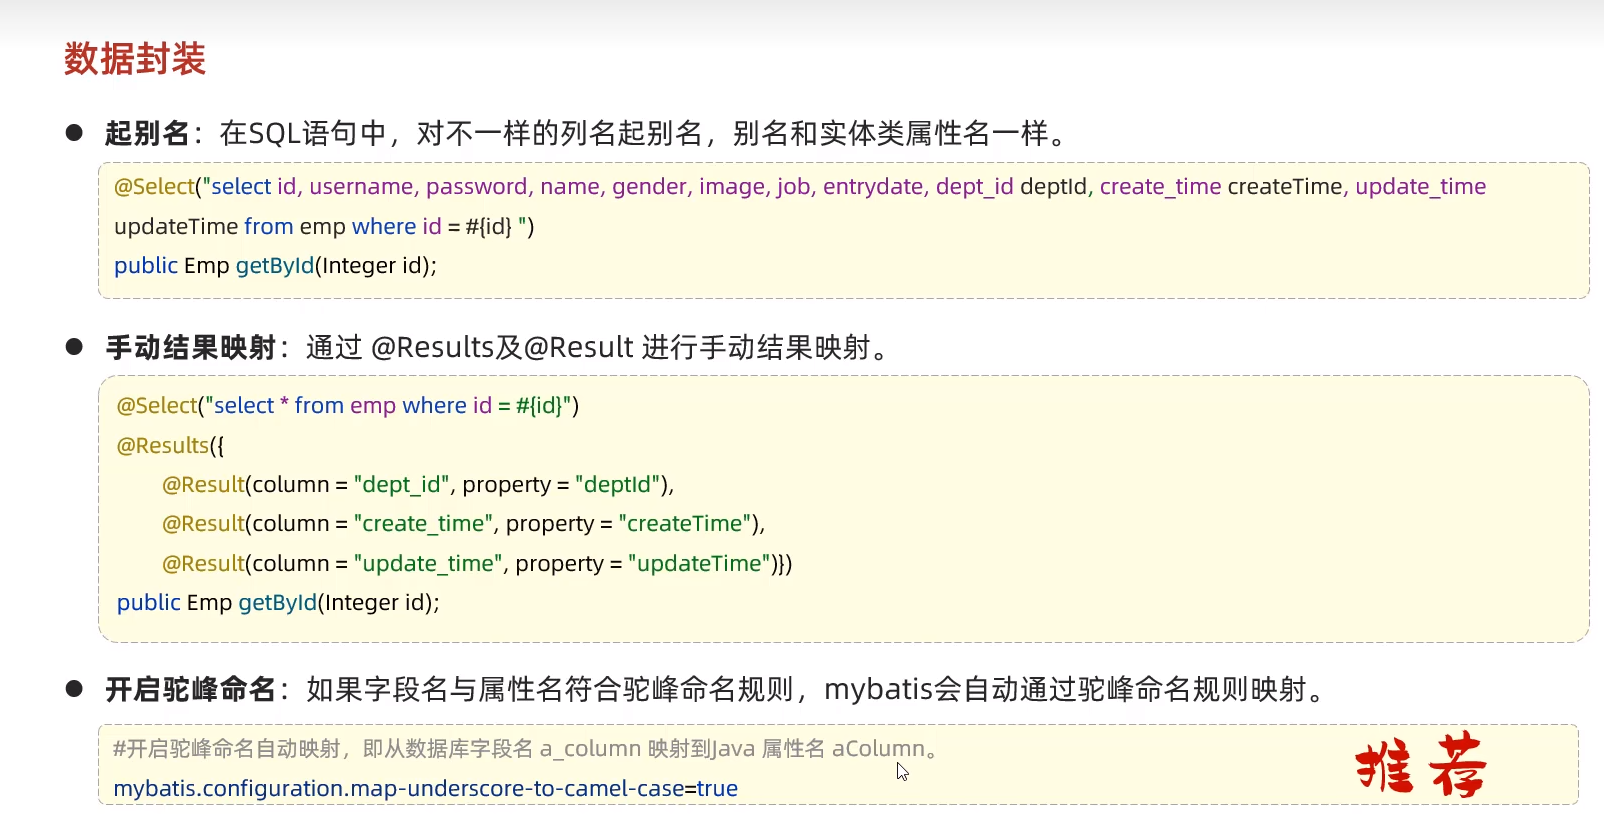 数据封装
● 起别名：在SQL语句中，对不一样的列名起别名，别名和实体类属性名一样。
@Select("select id, username, password, name, gender, image, job, entrydate, dept_id deptId, create_time createTime, update_time
updateTime from emp where id = #{id} ")
public Emp getById(Integer id);
● 手动结果映射：通过 @Results及@Result 进行手动结果映射。
@Select("select * from emp where id = #{id}")
@Results({
@Result(column = "dept_id", property = "deptId"),
@Result(column = "create_time", property = "createTime"),
@Result(column = "update_time", property = "updateTime")})
public Emp getById(Integer id);
● 开启驼峰命名：如果字段名与属性名符合驼峰命名规则，mybatis会自动通过驼峰命名规则映射。
#开启驼峰命名自动映射，即从数据库字段名 a_column 映射到Java 属性名 aColumn。
mybatis.configuration.map-underscore-to-camel-case=true
推荐